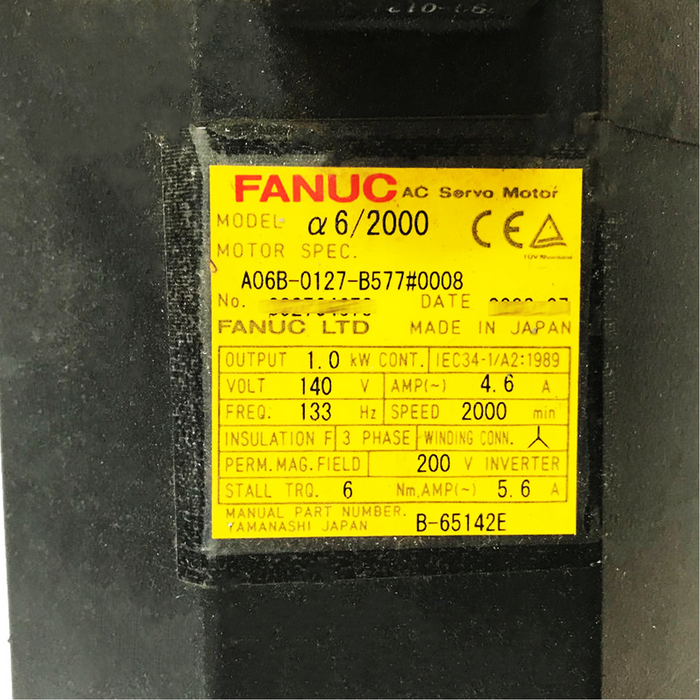 FANUC AC Servo Motor
MODEL α6/2000
CE
MOTOR SPEC.
A06B-0127-B577#0008
No. DATE
FANUC LTD MADE IN JAPAN
OUTPUT 1.0 kW CONT. IEC34-1/A2:1989
VOLT 140 V AMP(~) 4.6 A
FREQ. 133 Hz SPEED 2000 min⁻¹
INSULATION F 3 PHASE WINDING CONN.
PERM.MAG.FIELD 200 V INVERTER
STALL TRQ. 6 Nm,AMP(~) 5.6 A
MANUAL PART NUMBER.
YAMANASHI JAPAN B-65142E